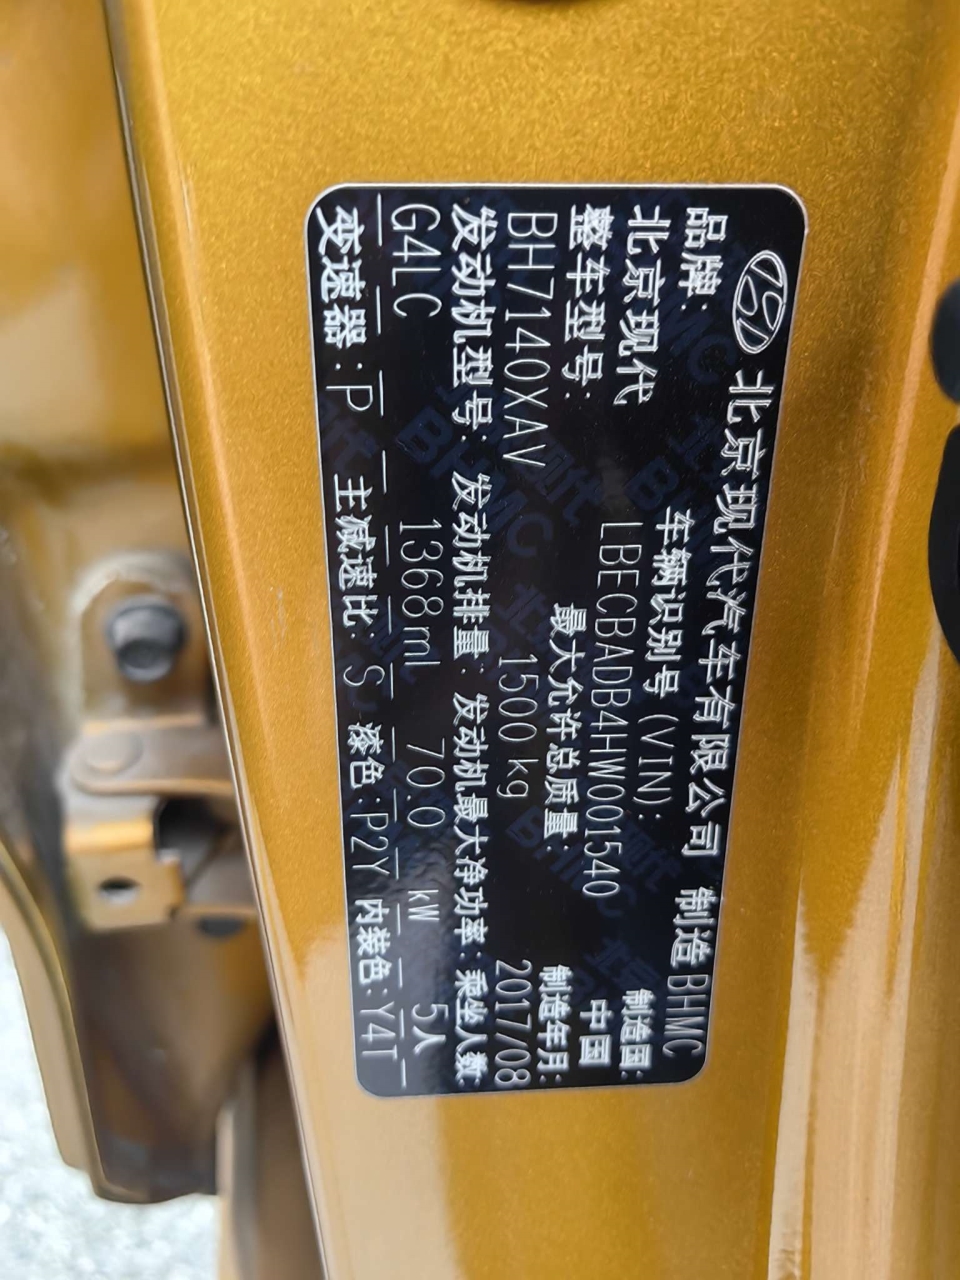 北京现代汽车有限公司 制造 BHMC
品牌: 车辆识别号 (VIN): 制造国:
北京现代 LBECBADB4HW001540 中国
整车型号: 最大允许总质量: 制造年月:
BH7140XAV 1500 kg 2017/08
发动机型号: 发动机排量: 发动机最大净功率: 乘坐人数:
G4LC 1368ml 70.0 kW 5人
变速器: P 主减速比: S 漆色: P2Y 内装色: Y4T